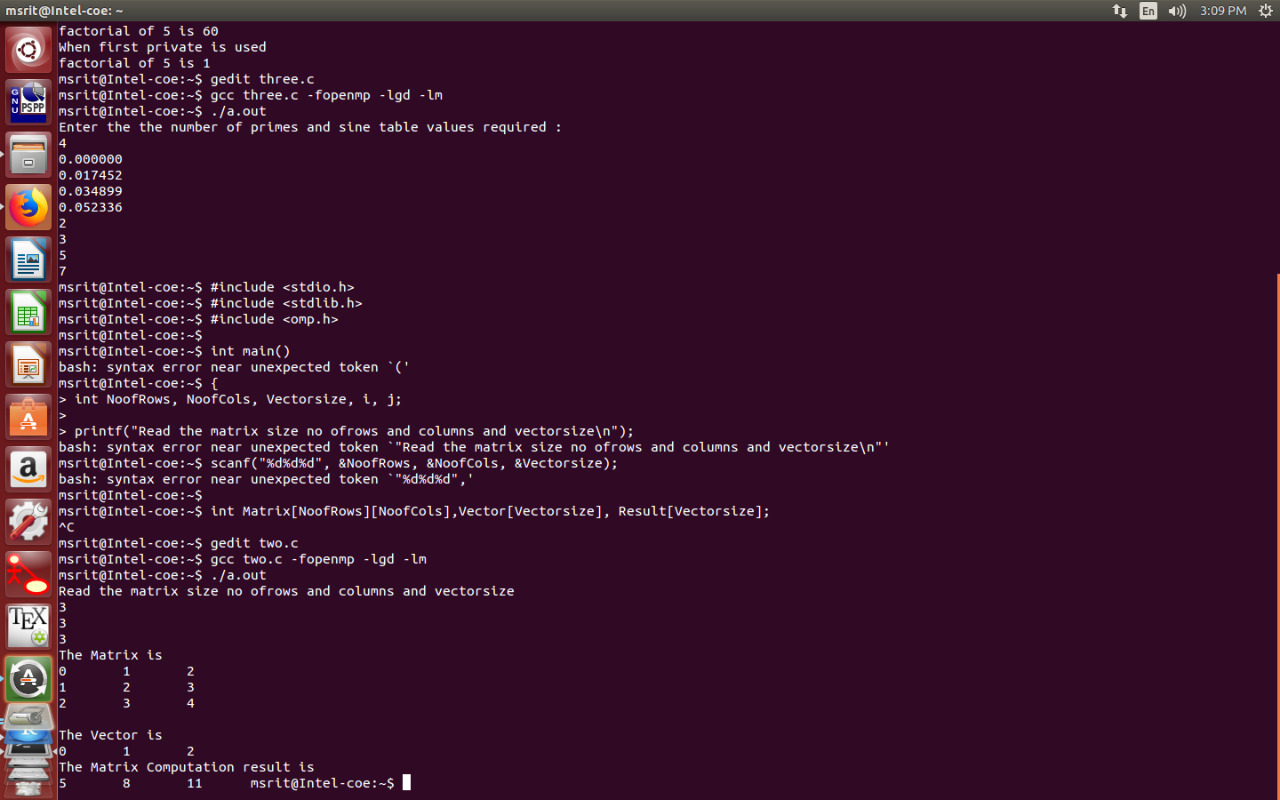 msrit@Intel-coe: ~
En
3:09 PM
factorial of 5 is 60
When first private is used
factorial of 5 is 1
msrit@Intel-coe:~$ gedit three.c
msrit@Intel-coe:~$ gcc three.c -fopenmp -lgd -lm
msrit@Intel-coe:~$ ./a.out
Enter the the number of primes and sine table values required :
4
0.000000
0.017452
0.034899
0.052336
2
3
5
7
msrit@Intel-coe:~$ #include <stdio.h>
msrit@Intel-coe:~$ #include <stdlib.h>
msrit@Intel-coe:~$ #include <omp.h>
msrit@Intel-coe:~$
msrit@Intel-coe:~$ int main()
bash: syntax error near unexpected token `('
msrit@Intel-coe:~$ {
> int NoofRows, NoofCols, Vectorsize, i, j;
>
> printf("Read the matrix size no ofrows and columns and vectorsize\n");
bash: syntax error near unexpected token `"Read the matrix size no ofrows and columns and vectorsize\n"'
msrit@Intel-coe:~$ scanf("%d%d%d", &NoofRows, &NoofCols, &Vectorsize);
bash: syntax error near unexpected token `"%d%d%d",'
msrit@Intel-coe:~$
msrit@Intel-coe:~$ int Matrix[NoofRows][NoofCols],Vector[Vectorsize], Result[Vectorsize];
^C
msrit@Intel-coe:~$ gedit two.c
msrit@Intel-coe:~$ gcc two.c -fopenmp -lgd -lm
msrit@Intel-coe:~$ ./a.out
Read the matrix size no ofrows and columns and vectorsize
3
3
3
The Matrix is
0 1 2
1 2 3
2 3 4
The Vector is
0 1 2
The Matrix Computation result is
5 8 11 msrit@Intel-coe:~$
GNU
PSPP
a
TEX